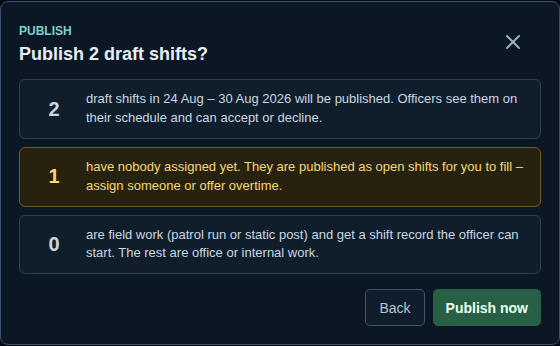 PUBLISH
Publish 2 draft shifts?
2
draft shifts in 24 Aug – 30 Aug 2026 will be published. Officers see them on
their schedule and can accept or decline.
1
have nobody assigned yet. They are published as open shifts for you to fill –
assign someone or offer overtime.
0
are field work (patrol run or static post) and get a shift record the officer can
start. The rest are office or internal work.
Back
Publish now